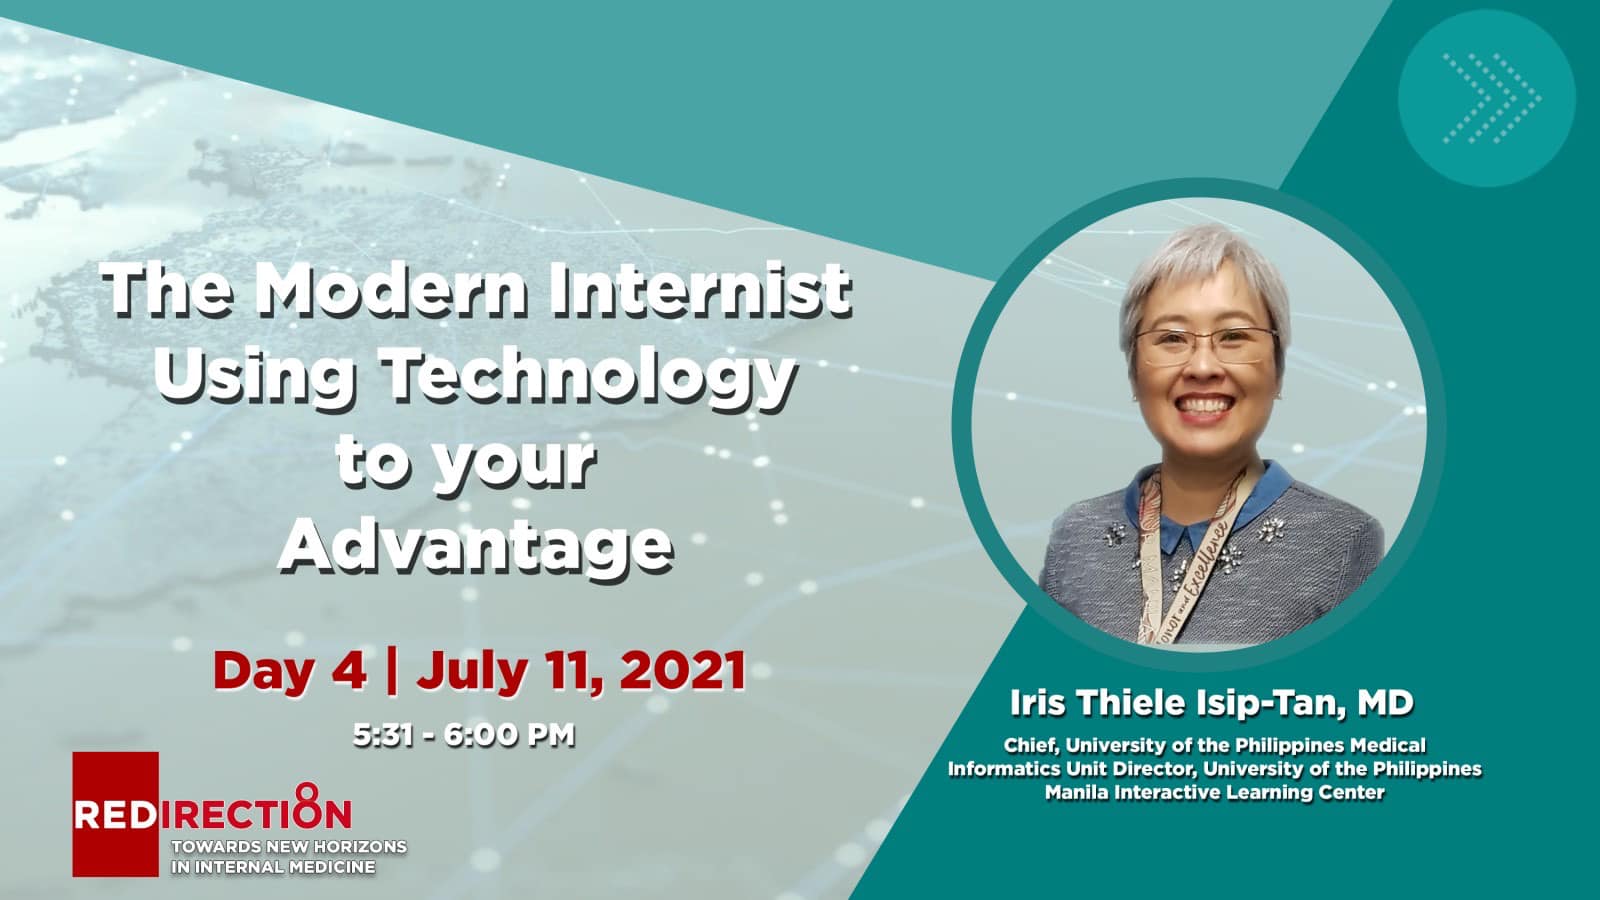 The Modern Internist
Using Technology
to your
Advantage
Day 4 | July 11, 2021
5:31 - 6:00 PM
REDIRECTI8N
TOWARDS NEW HORIZONS
IN INTERNAL MEDICINE
and Excellence
Iris Thiele Isip-Tan, MD
Chief, University of the Philippines Medical
Informatics Unit Director, University of the Philippines
Manila Interactive Learning Center